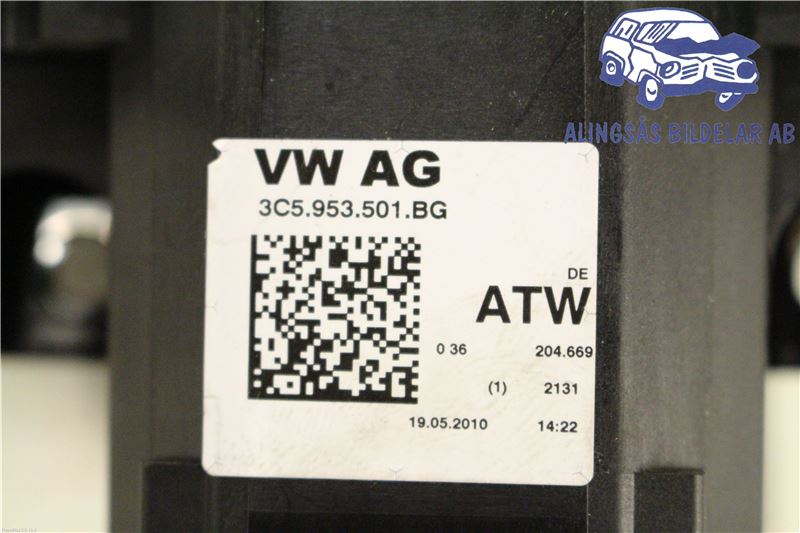 ALINGSÅS BILDELAR AB
VW AG
3C5.953.501.BG
DE
ATW
0 36 204.669
(1) 2131
19.05.2010 14:22